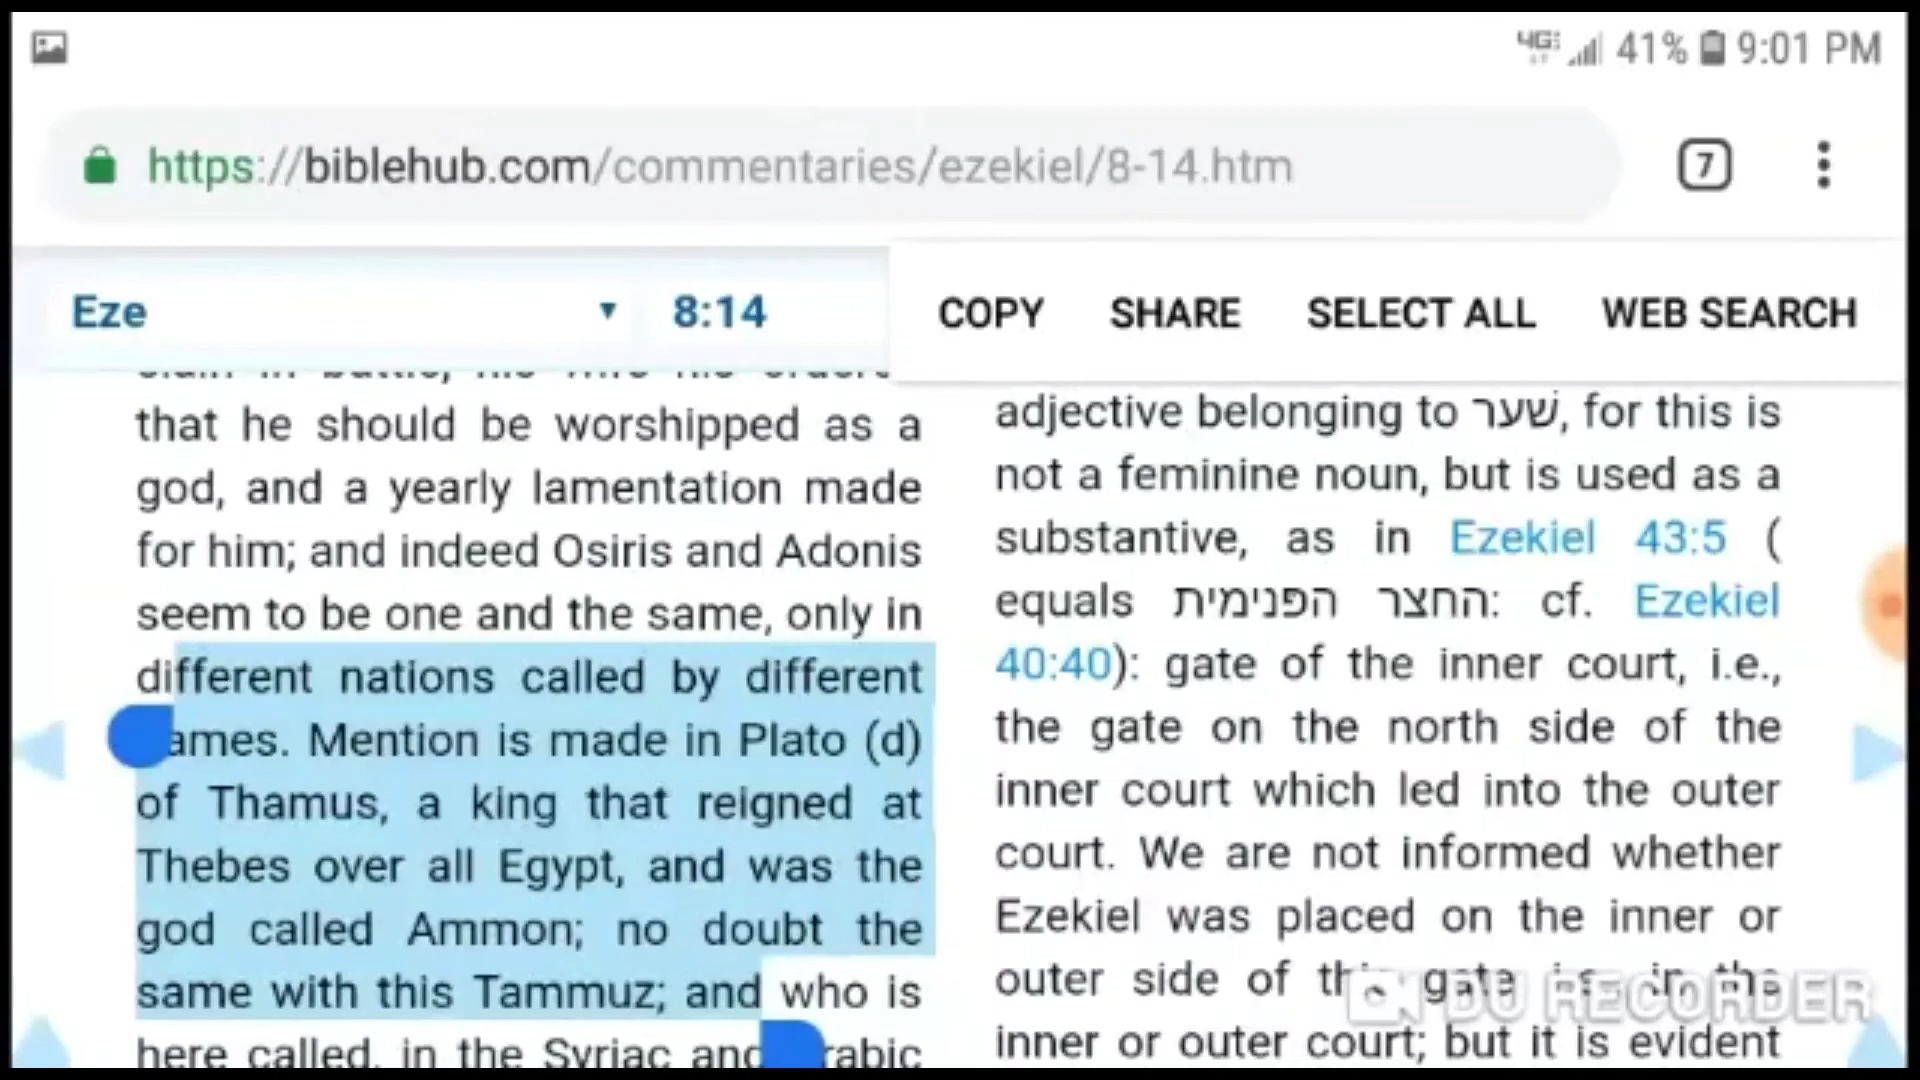 4G 41% 9:01 PM
https://biblehub.com/commentaries/ezekiel/8-14.htm
7
Eze 8:14
COPY SHARE SELECT ALL WEB SEARCH
that he should be worshipped as a
god, and a yearly lamentation made
for him; and indeed Osiris and Adonis
seem to be one and the same, only in
different nations called by different
ames. Mention is made in Plato (d)
of Thamus, a king that reigned at
Thebes over all Egypt, and was the
god called Ammon; no doubt the
same with this Tammuz; and who is
here called, in the Syriac and rabic
adjective belonging to שׁער, for this is
not a feminine noun, but is used as a
substantive, as in Ezekiel 43:5 (
equals החצר הפנימית: cf. Ezekiel
40:40): gate of the inner court, i.e.,
the gate on the north side of the
inner court which led into the outer
court. We are not informed whether
Ezekiel was placed on the inner or
outer side of this gate, i.e., in the
inner or outer court; but it is evident
DU RECORDER